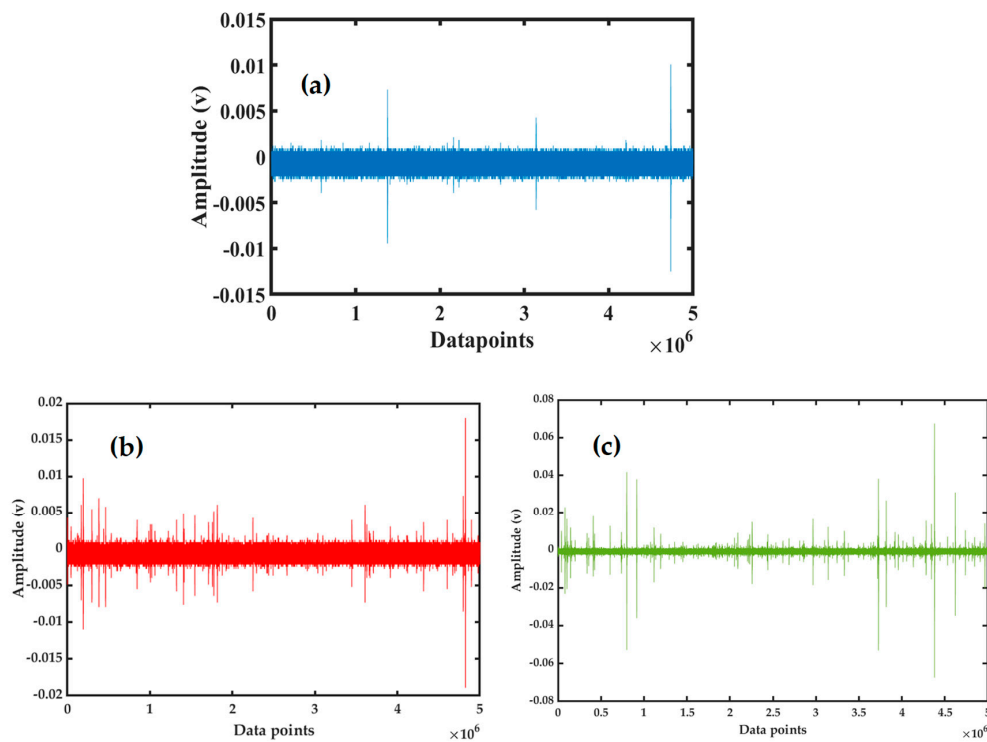 0.015
0.01
(a)
0.005
Amplitude (v)
0
-0.005
-0.01
-0.015
0 1 2 3 4 5
Datapoints
×10⁶
0.02
0.015
(b)
0.01
0.005
Amplitude (v)
0
-0.005
-0.01
-0.015
-0.02
0 1 2 3 4 5
Data points
×10⁶
0.08
0.06
(c)
0.04
0.02
Amplitude (v)
0
-0.02
-0.04
-0.06
-0.08
0 0.5 1 1.5 2 2.5 3 3.5 4 4.5 5
Data points
×10⁶